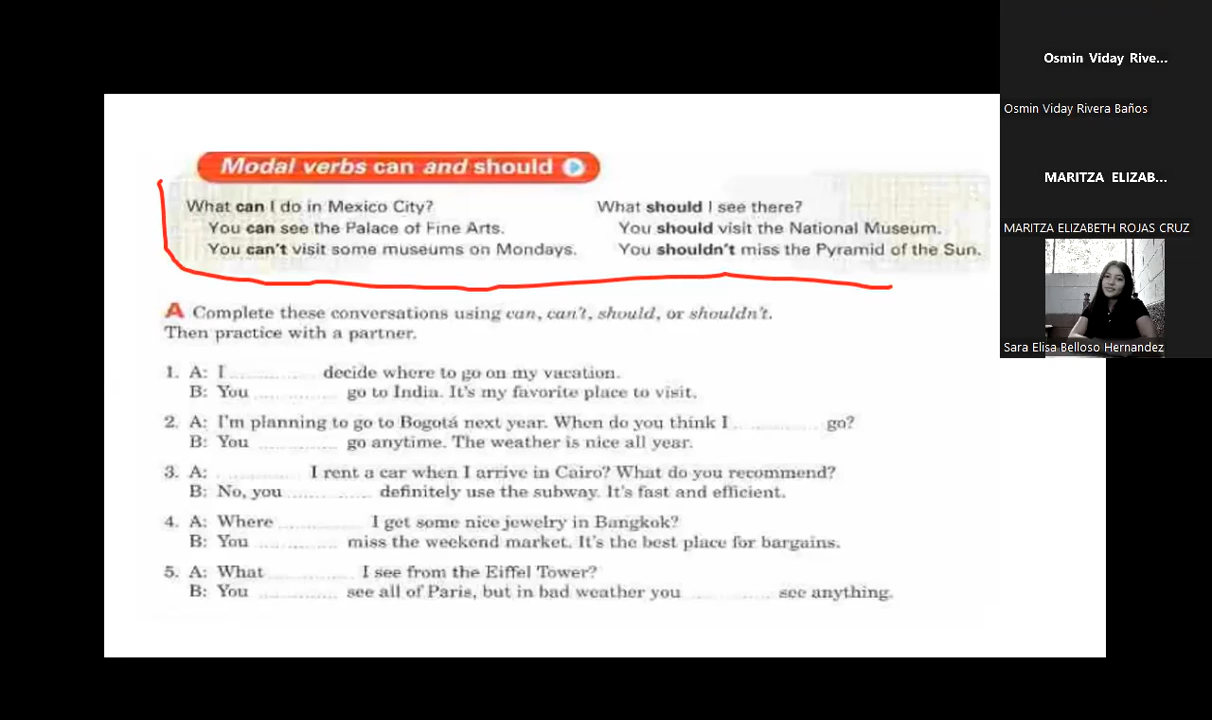 Modal verbs can and should
What can I do in Mexico City?
You can see the Palace of Fine Arts.
You can't visit some museums on Mondays.
What should I see there?
You should visit the National Museum.
You shouldn't miss the Pyramid of the Sun.
A Complete these conversations using can, can't, should, or shouldn't.
Then practice with a partner.
1. A: I ............... decide where to go on my vacation.
B: You ............... go to India. It's my favorite place to visit.
2. A: I'm planning to go to Bogotá next year. When do you think I ............... go?
B: You ............... go anytime. The weather is nice all year.
3. A: ............... I rent a car when I arrive in Cairo? What do you recommend?
B: No, you ............... definitely use the subway. It's fast and efficient.
4. A: Where ............... I get some nice jewelry in Bangkok?
B: You ............... miss the weekend market. It's the best place for bargains.
5. A: What ............... I see from the Eiffel Tower?
B: You ............... see all of Paris, but in bad weather you ............... see anything.
Osmin Viday Rive...
Osmin Viday Rivera Baños
MARITZA ELIZAB...
MARITZA ELIZABETH ROJAS CRUZ
Sara Elisa Belloso Hernandez